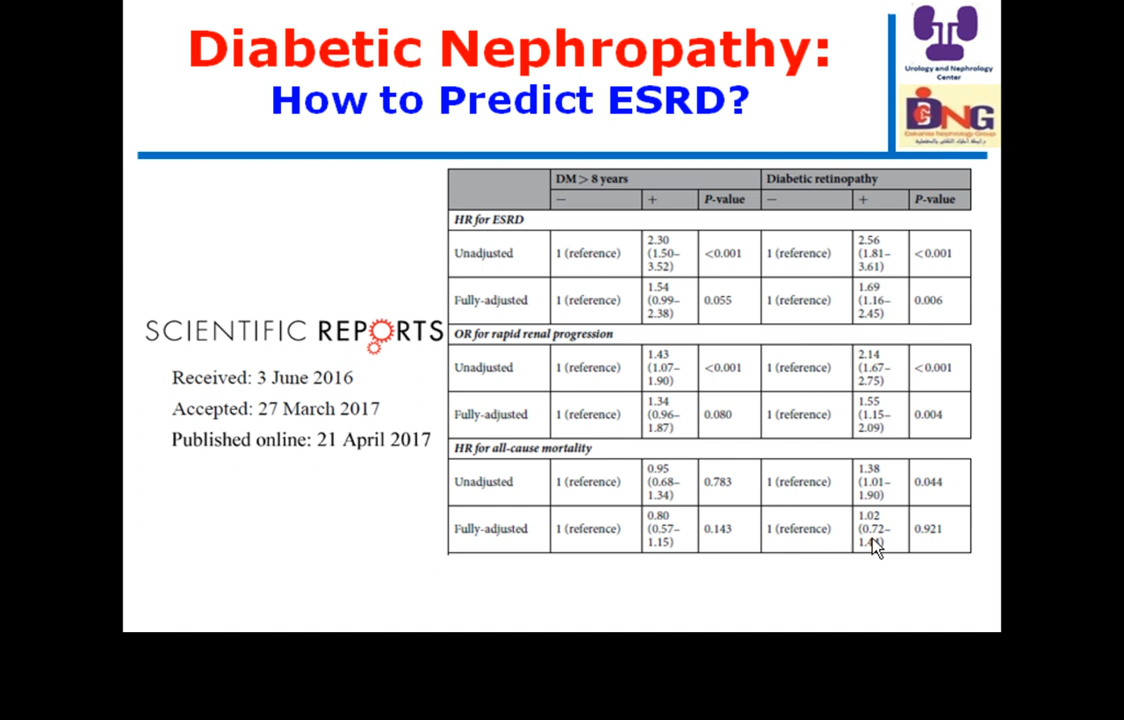 Diabetic Nephropathy:
How to Predict ESRD?
Urology and Nephrology
Center
DNG
Dakahlia Nephrology Group
SCIENTIFIC REPORTS
Received: 3 June 2016
Accepted: 27 March 2017
Published online: 21 April 2017
DM > 8 years Diabetic retinopathy
− + P-value − + P-value
HR for ESRD
Unadjusted 1 (reference) 2.30 (1.50–3.52) <0.001 1 (reference) 2.56 (1.81–3.61) <0.001
Fully-adjusted 1 (reference) 1.54 (0.99–2.38) 0.055 1 (reference) 1.69 (1.16–2.45) 0.006
OR for rapid renal progression
Unadjusted 1 (reference) 1.43 (1.07–1.90) <0.001 1 (reference) 2.14 (1.67–2.75) <0.001
Fully-adjusted 1 (reference) 1.34 (0.96–1.87) 0.080 1 (reference) 1.55 (1.15–2.09) 0.004
HR for all-cause mortality
Unadjusted 1 (reference) 0.95 (0.68–1.34) 0.783 1 (reference) 1.38 (1.01–1.90) 0.044
Fully-adjusted 1 (reference) 0.80 (0.57–1.15) 0.143 1 (reference) 1.02 (0.72– 0.921